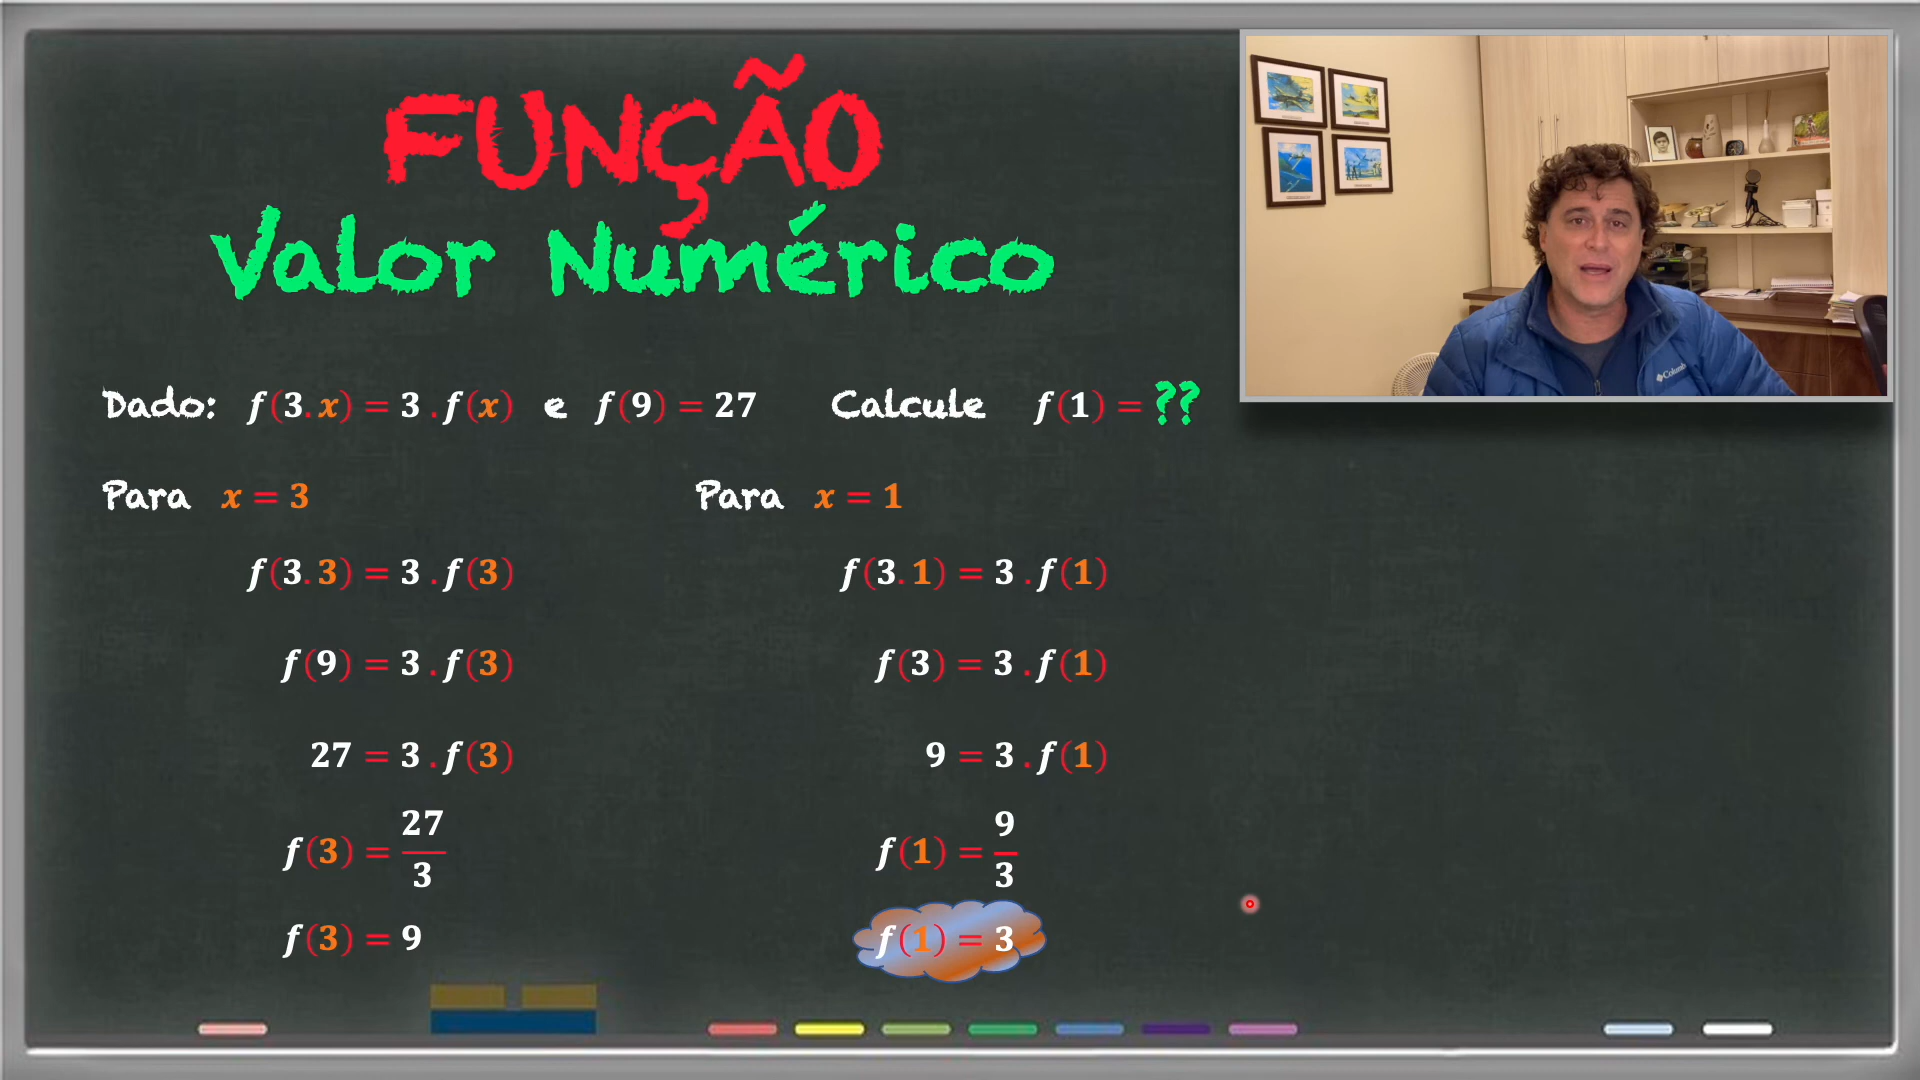 FUNÇÃO
Valor Numérico
Dado: f(3.x) = 3 .f(x) e f(9) = 27 Calcule f(1) = ??
Para x = 3
f(3.3) = 3 .f(3)
f(9) = 3 .f(3)
27 = 3 .f(3)
f(3) = 27/3
f(3) = 9
Para x = 1
f(3.1) = 3 .f(1)
f(3) = 3 .f(1)
9 = 3 .f(1)
f(1) = 9/3
f(1) = 3
Columb